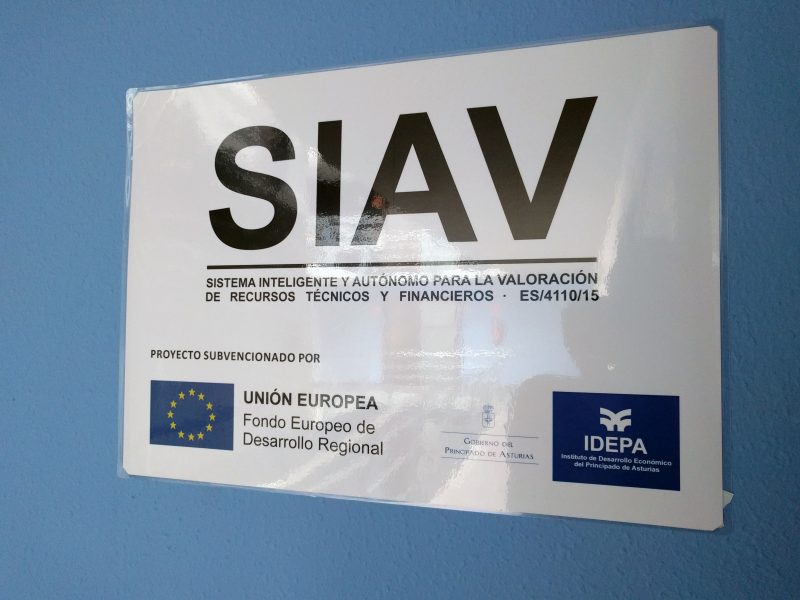 SIAV
SISTEMA INTELIGENTE Y AUTÓNOMO PARA LA VALORACIÓN
DE RECURSOS TÉCNICOS Y FINANCIEROS · ES/4110/15
PROYECTO SUBVENCIONADO POR
UNIÓN EUROPEA
Fondo Europeo de
Desarrollo Regional
GOBIERNO DEL
PRINCIPADO DE ASTURIAS
IDEPA
Instituto de Desarrollo Económico
del Principado de Asturias